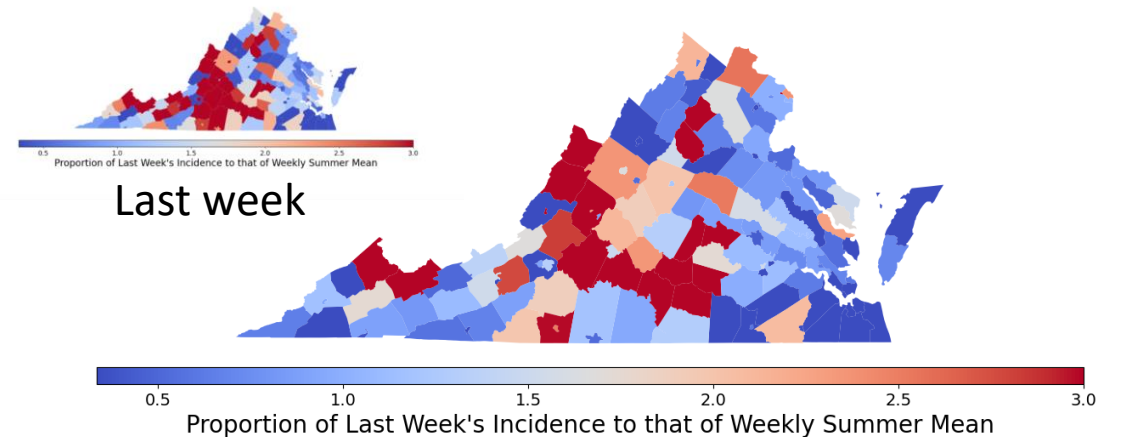 0.5 1.0 1.5 2.0 2.5 3.0
Proportion of Last Week's Incidence to that of Weekly Summer Mean
Last week
0.5 1.0 1.5 2.0 2.5 3.0
Proportion of Last Week's Incidence to that of Weekly Summer Mean